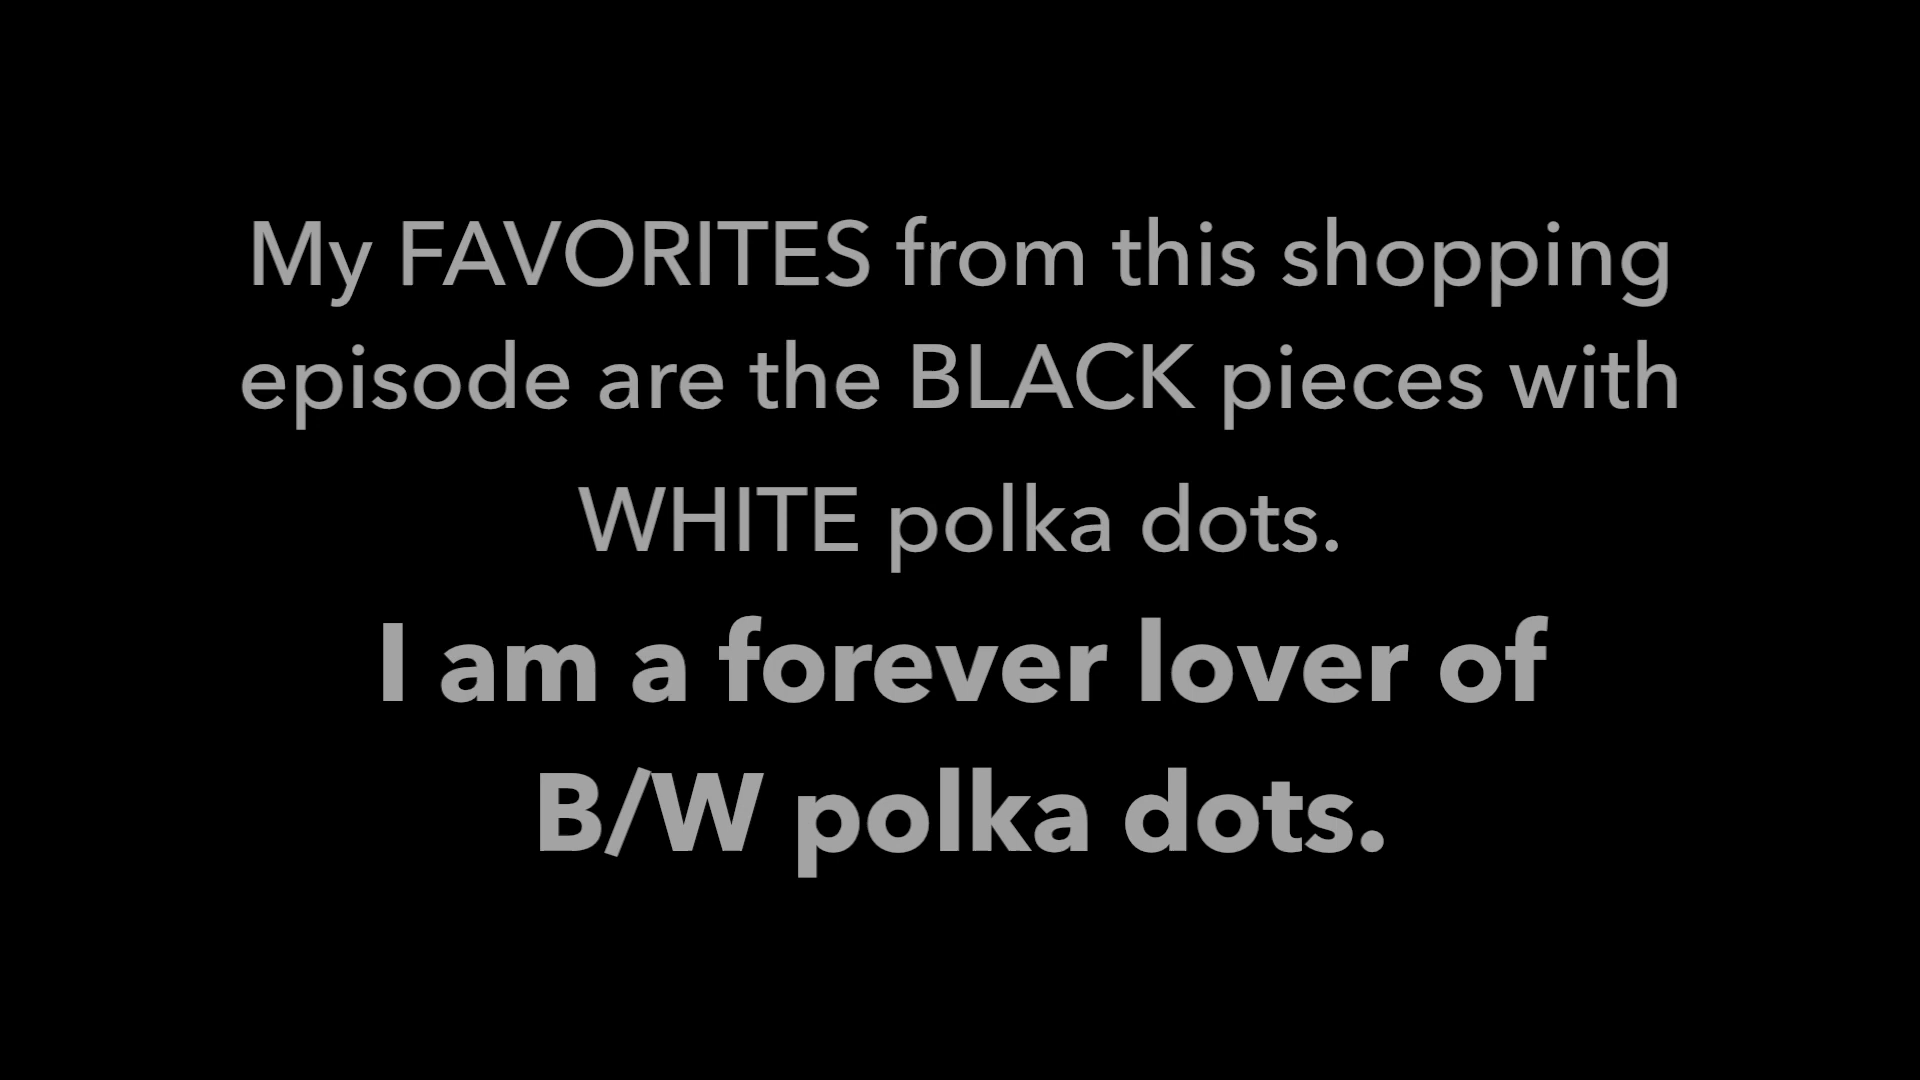 My FAVORITES from this shopping
episode are the BLACK pieces with
WHITE polka dots.
I am a forever lover of
B/W polka dots.